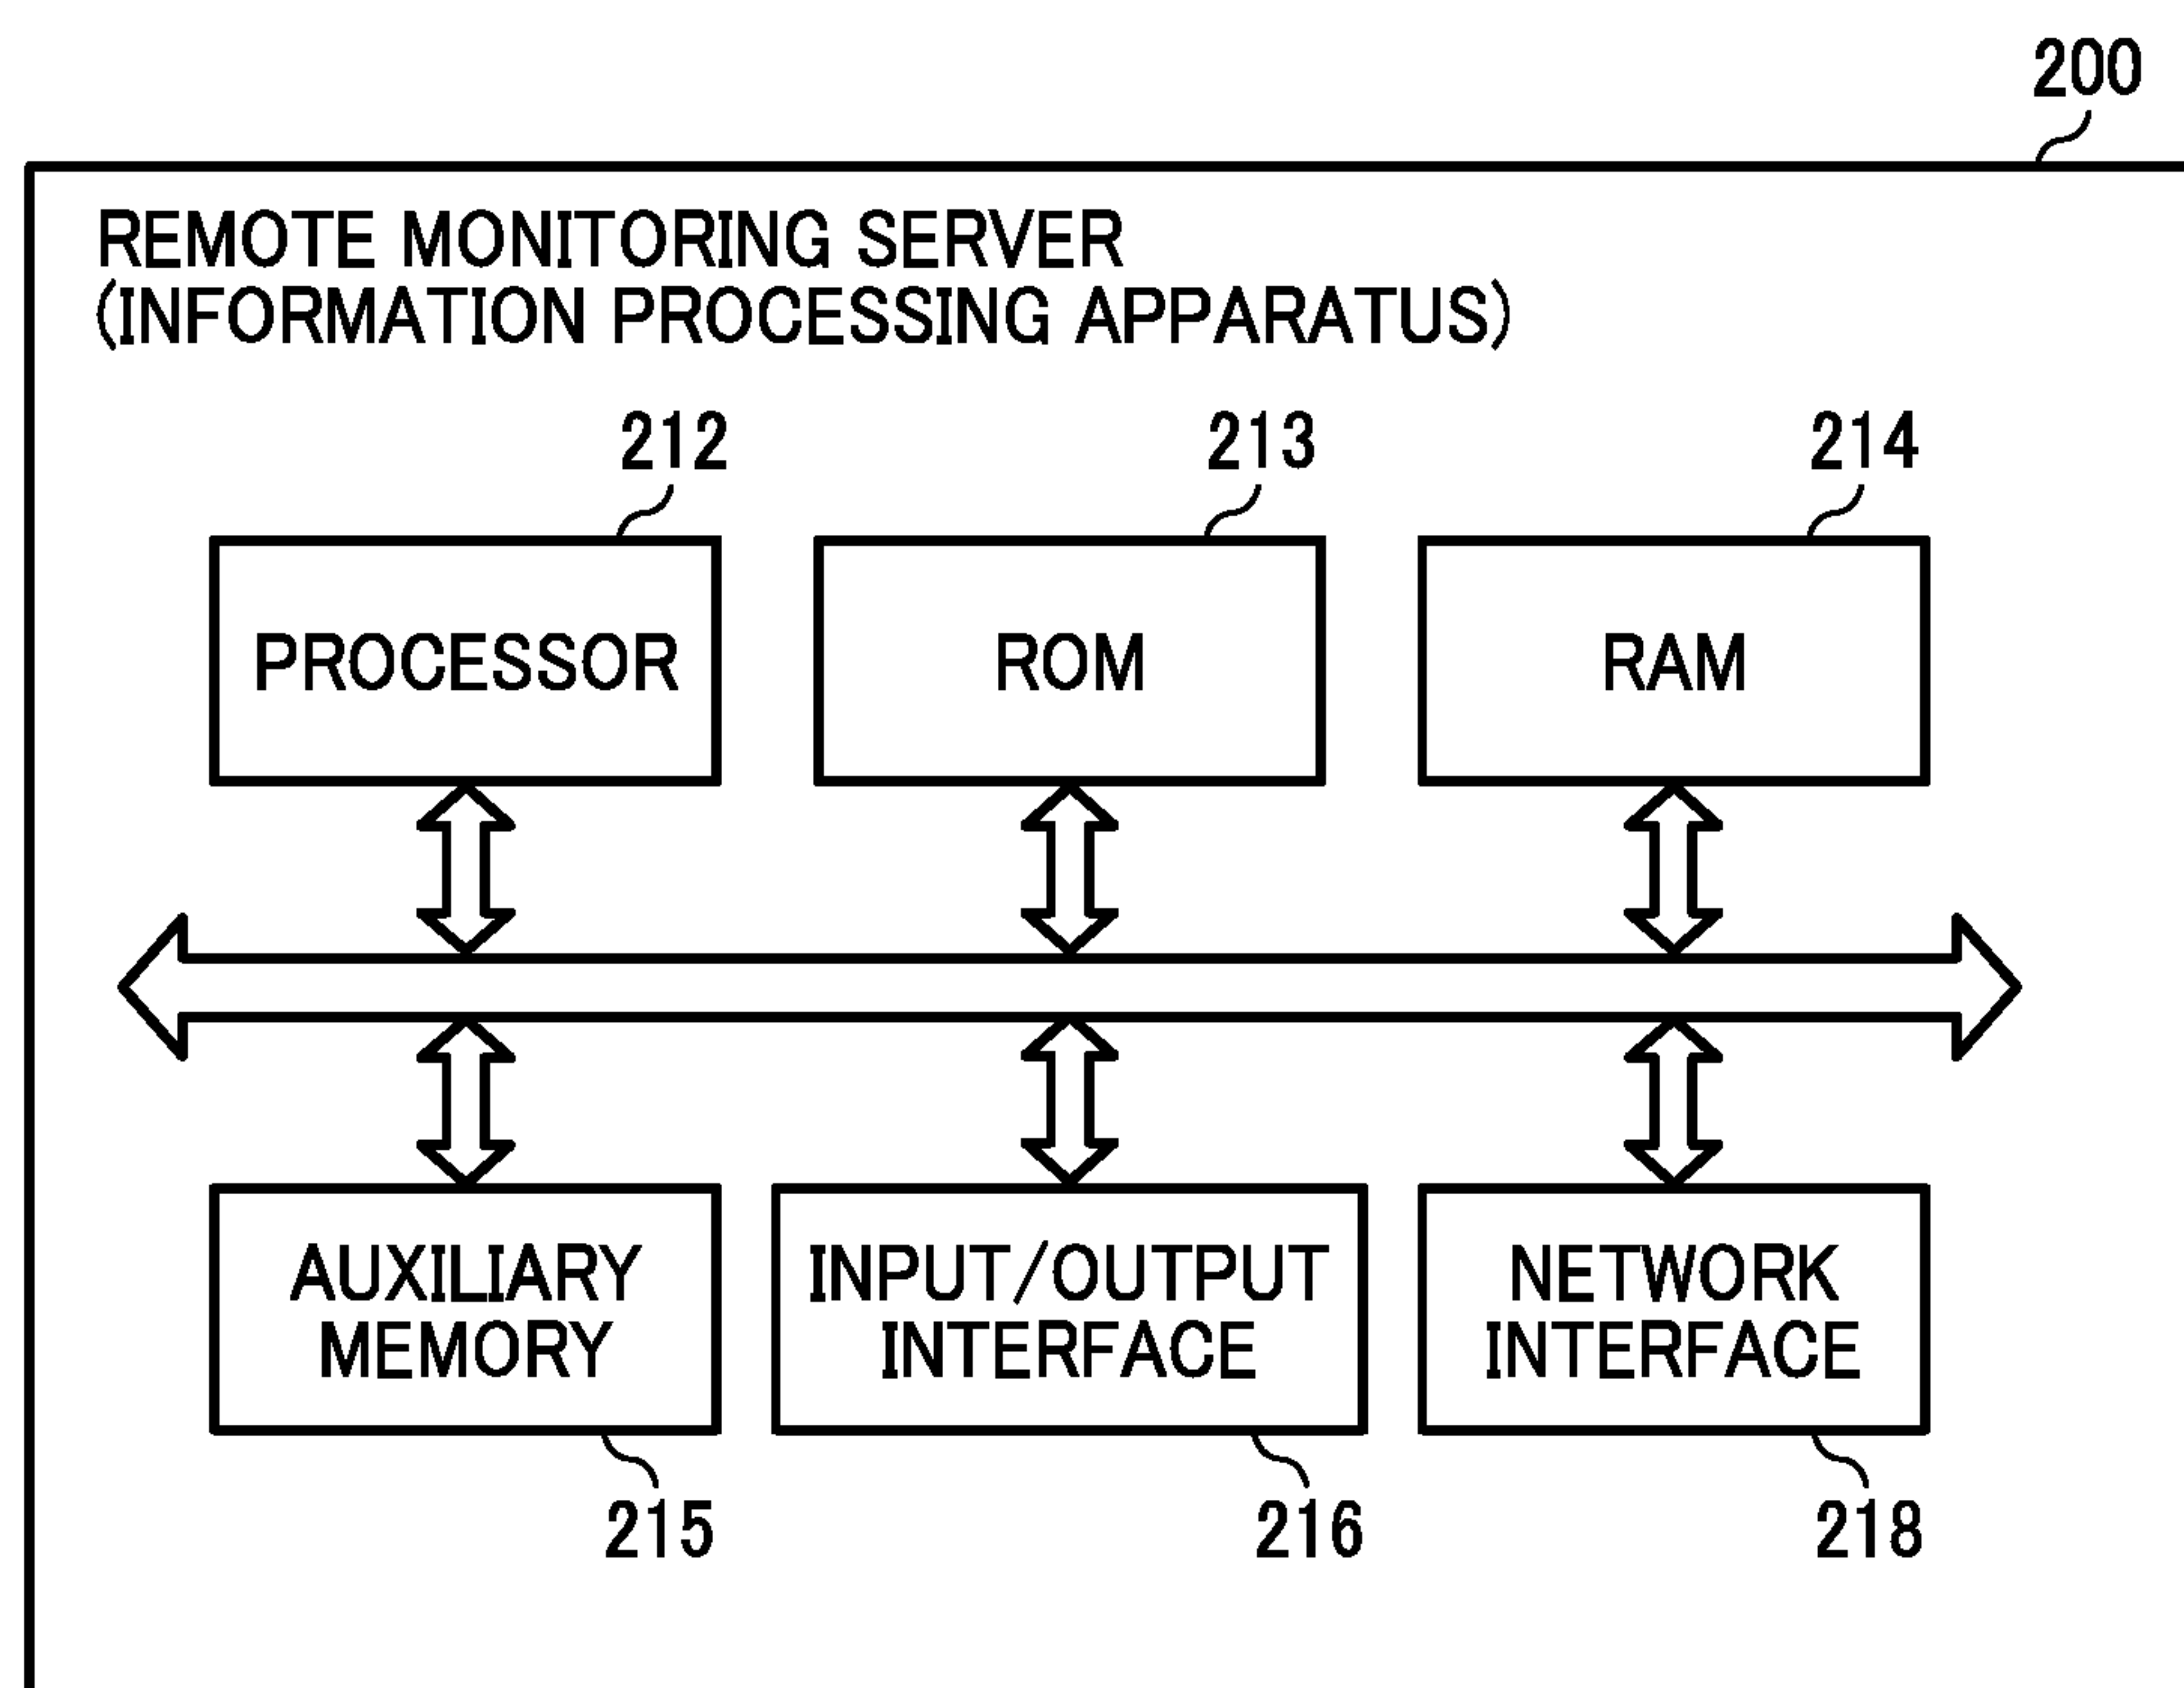 200
REMOTE MONITORING SERVER
(INFORMATION PROCESSING APPARATUS)
212
213
214
PROCESSOR
ROM
RAM
AUXILIARY
MEMORY
INPUT/OUTPUT
INTERFACE
NETWORK
INTERFACE
215
216
218